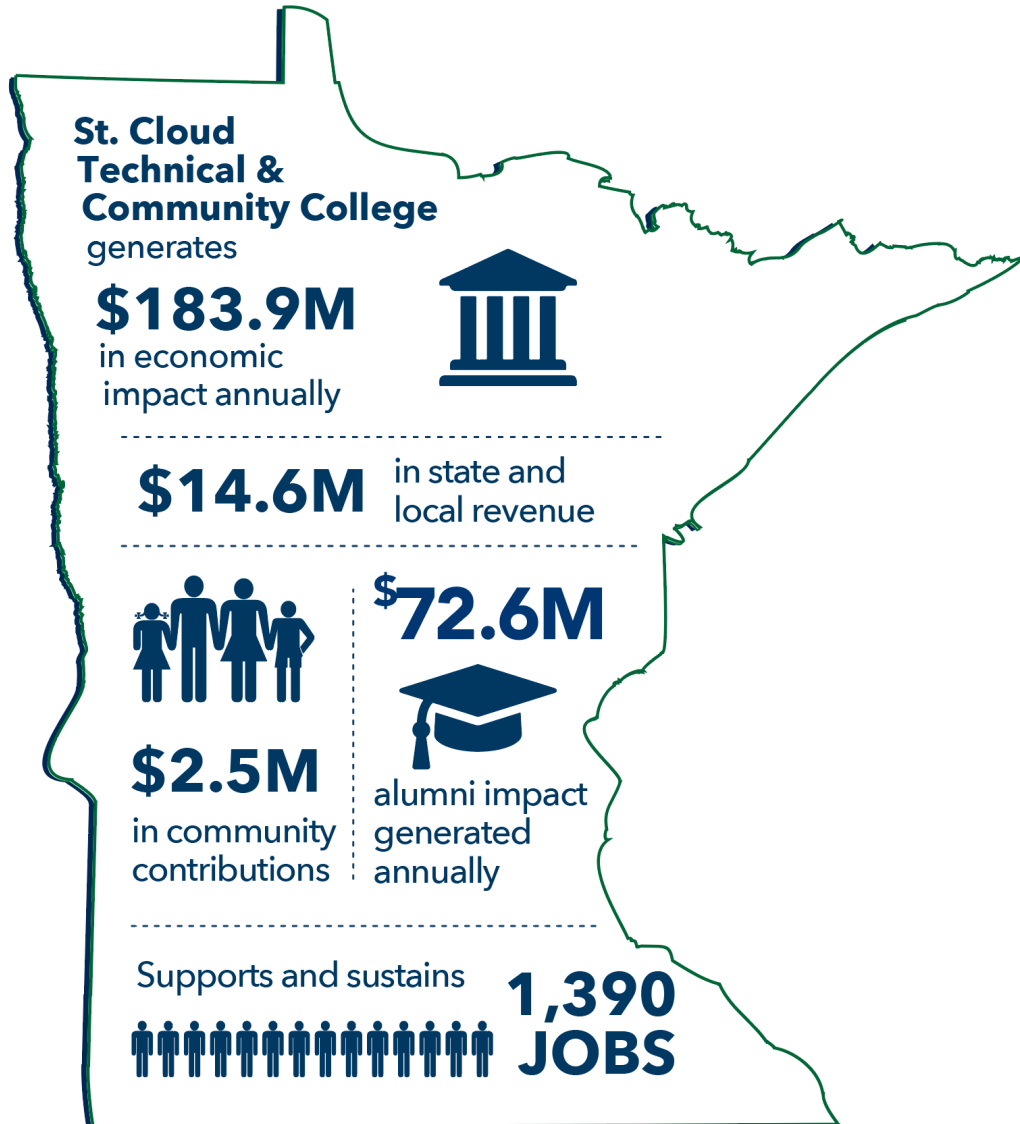 St. Cloud
Technical &
Community College
generates
$183.9M
in economic
impact annually
$14.6M
in state and
local revenue
$2.5M
in community
contributions
$72.6M
alumni impact
generated
annually
Supports and sustains
1,390
JOBS